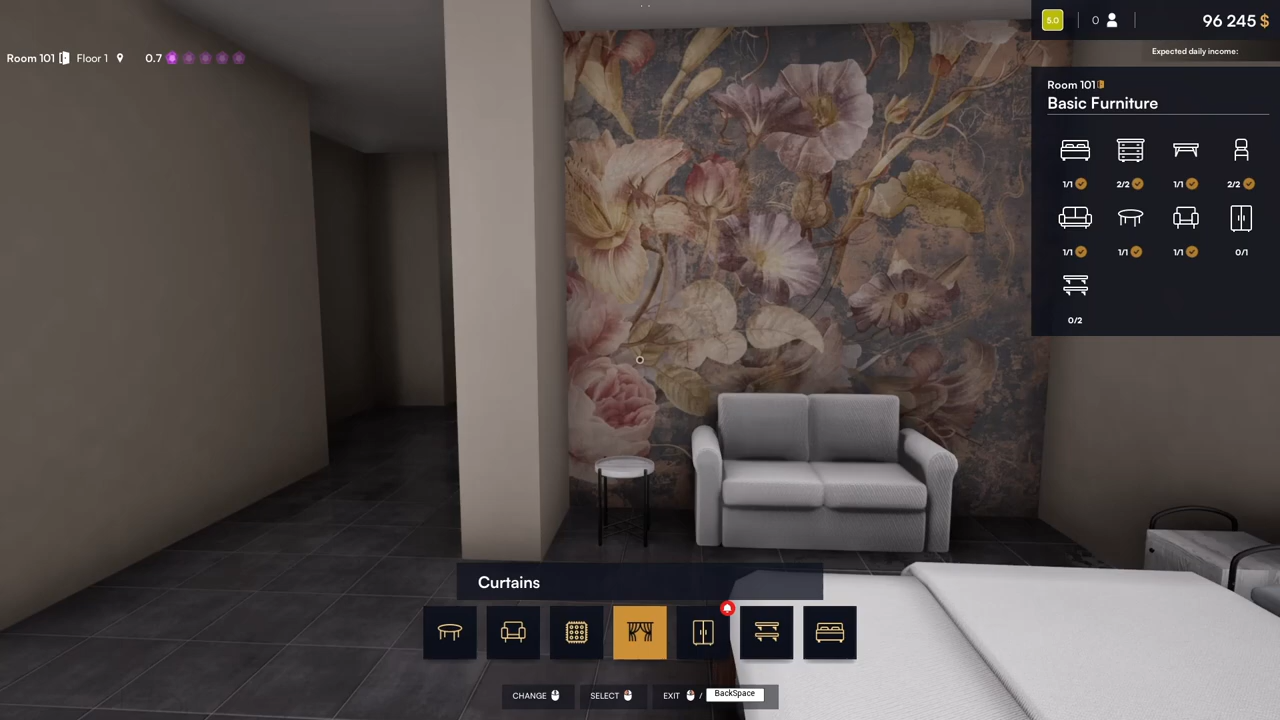 5.0
0
96 245 $
Expected daily income:
Room 101
Floor 1
0.7
Room 101
Basic Furniture
1/1
2/2
1/1
2/2
1/1
1/1
1/1
0/1
0/2
Curtains
CHANGE
SELECT
EXIT
/
BackSpace